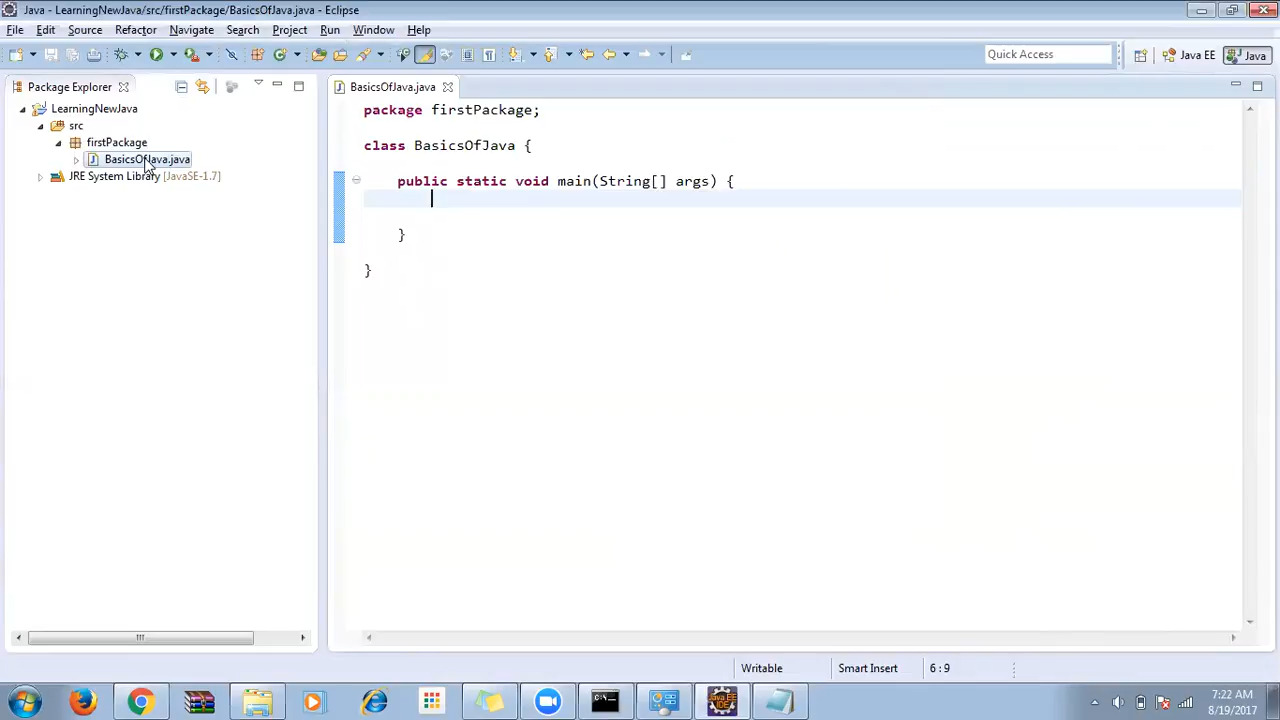 Java - LearningNewJava/src/firstPackage/BasicsOfJava.java - Eclipse
File Edit Source Refactor Navigate Search Project Run Window Help
Quick Access Java EE Java
Package Explorer
LearningNewJava
src
firstPackage
BasicsOfJava.java
JRE System Library [JavaSE-1.7]
BasicsOfJava.java
package firstPackage;
class BasicsOfJava {
public static void main(String[] args) {
}
}
Writable Smart Insert 6 : 9
Java EE
IDE
7:22 AM
8/19/2017